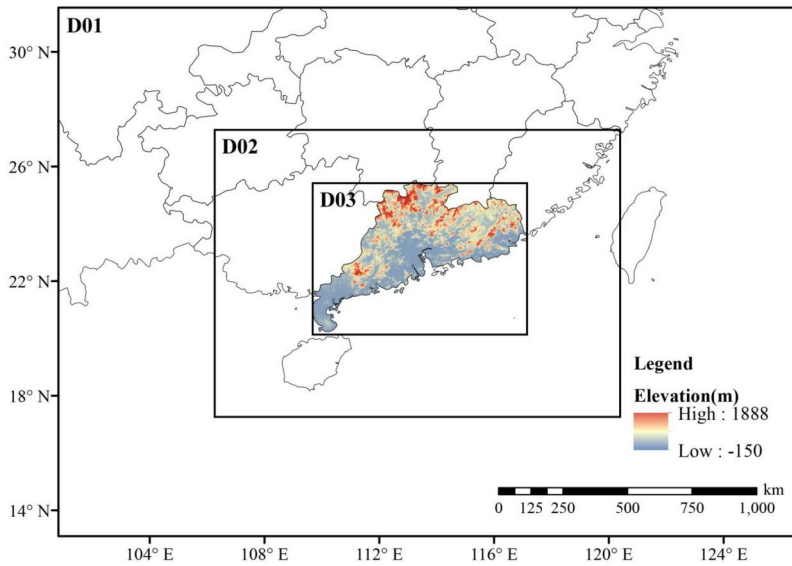 D01
30° N
D02
26° N
D03
22° N
Legend
18° N
Elevation(m)
High : 1888
Low : -150
km
0 125 250 500 750 1,000
14° N
104° E 108° E 112° E 116° E 120° E 124° E